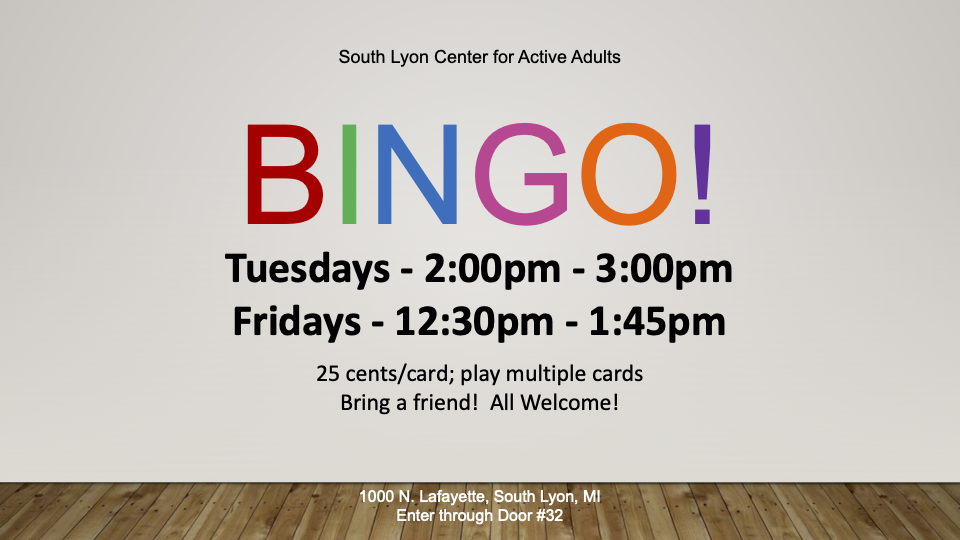 South Lyon Center for Active Adults
BINGO!
Tuesdays - 2:00pm - 3:00pm
Fridays - 12:30pm - 1:45pm
25 cents/card; play multiple cards
Bring a friend!  All Welcome!
1000 N. Lafayette, South Lyon, MI
Enter through Door #32